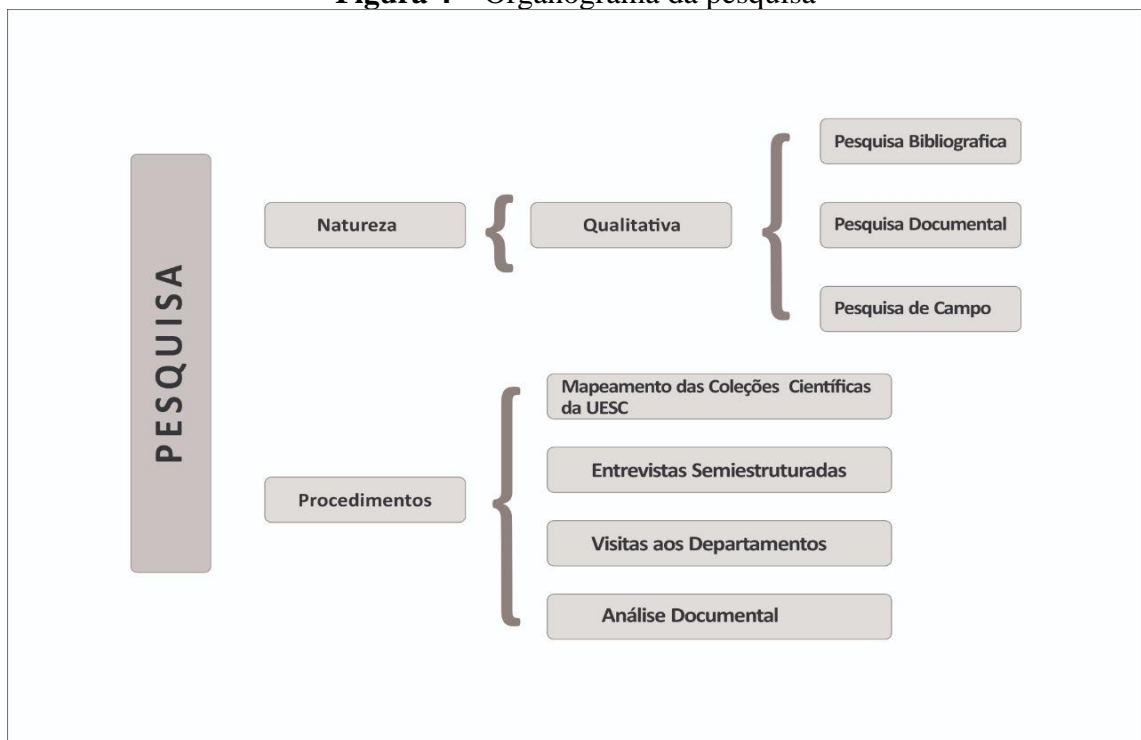 Figura 4 – Organograma da pesquisa
PESQUISA
Natureza
Qualitativa
Pesquisa Bibliografica
Pesquisa Documental
Pesquisa de Campo
Procedimentos
Mapeamento das Coleções Científicas
da UESC
Entrevistas Semiestruturadas
Visitas aos Departamentos
Análise Documental